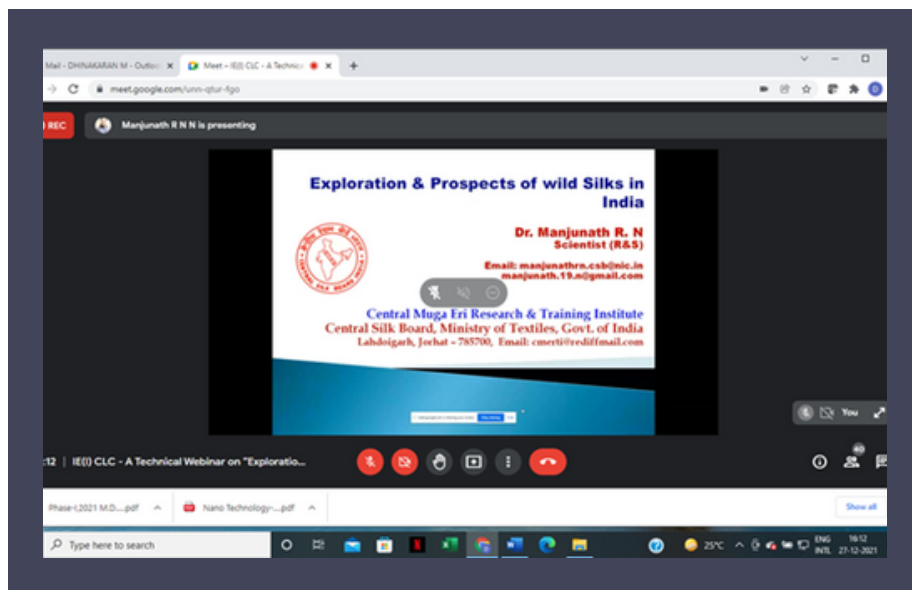 Mail - DHINAKARAN M - Outloo
Meet – IE(I) CLC - A Technic
meet.google.com/unn-qtur-fgo
REC
Manjunath R N N is presenting
Exploration & Prospects of wild Silks in
India
Dr. Manjunath R. N
Scientist (R&S)
Email: manjunathrn.csb@nic.in
manjunath.19.n@gmail.com
Central Muga Eri Research & Training Institute
Central Silk Board, Ministry of Textiles, Govt. of India
Lahdoigarh, Jorhat – 785700, Email: cmerti@rediffmail.com
You
:12 | IE(I) CLC - A Technical Webinar on "Exploratio...
40
Phase-I,2021 M.D....pdf
Nano Technology-...pdf
Show all
Type here to search
25°C
ENG
INTL
16:12
27-12-2021